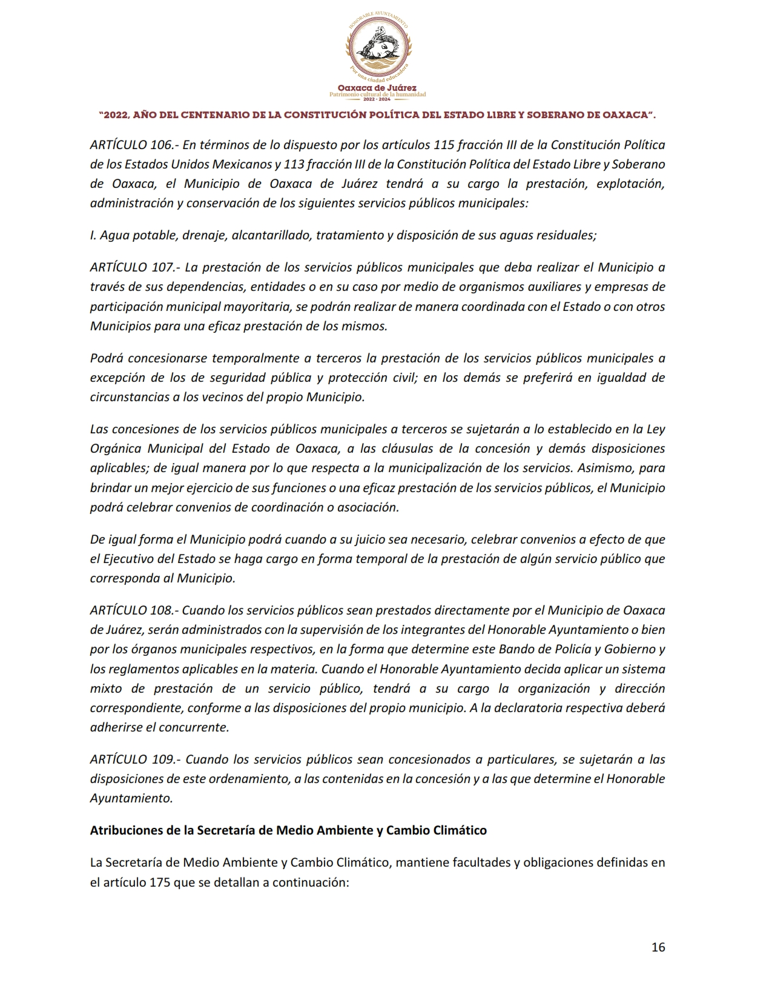 HONORABLE AYUNTAMIENTO
Por una ciudad educadora
Oaxaca de Juárez
Patrimonio cultural de la humanidad
2022 - 2024
"2022, AÑO DEL CENTENARIO DE LA CONSTITUCIÓN POLÍTICA DEL ESTADO LIBRE Y SOBERANO DE OAXACA".
ARTÍCULO 106.- En términos de lo dispuesto por los artículos 115 fracción III de la Constitución Política
de los Estados Unidos Mexicanos y 113 fracción III de la Constitución Política del Estado Libre y Soberano
de Oaxaca, el Municipio de Oaxaca de Juárez tendrá a su cargo la prestación, explotación,
administración y conservación de los siguientes servicios públicos municipales:
I. Agua potable, drenaje, alcantarillado, tratamiento y disposición de sus aguas residuales;
ARTÍCULO 107.- La prestación de los servicios públicos municipales que deba realizar el Municipio a
través de sus dependencias, entidades o en su caso por medio de organismos auxiliares y empresas de
participación municipal mayoritaria, se podrán realizar de manera coordinada con el Estado o con otros
Municipios para una eficaz prestación de los mismos.
Podrá concesionarse temporalmente a terceros la prestación de los servicios públicos municipales a
excepción de los de seguridad pública y protección civil; en los demás se preferirá en igualdad de
circunstancias a los vecinos del propio Municipio.
Las concesiones de los servicios públicos municipales a terceros se sujetarán a lo establecido en la Ley
Orgánica Municipal del Estado de Oaxaca, a las cláusulas de la concesión y demás disposiciones
aplicables; de igual manera por lo que respecta a la municipalización de los servicios. Asimismo, para
brindar un mejor ejercicio de sus funciones o una eficaz prestación de los servicios públicos, el Municipio
podrá celebrar convenios de coordinación o asociación.
De igual forma el Municipio podrá cuando a su juicio sea necesario, celebrar convenios a efecto de que
el Ejecutivo del Estado se haga cargo en forma temporal de la prestación de algún servicio público que
corresponda al Municipio.
ARTÍCULO 108.- Cuando los servicios públicos sean prestados directamente por el Municipio de Oaxaca
de Juárez, serán administrados con la supervisión de los integrantes del Honorable Ayuntamiento o bien
por los órganos municipales respectivos, en la forma que determine este Bando de Policía y Gobierno y
los reglamentos aplicables en la materia. Cuando el Honorable Ayuntamiento decida aplicar un sistema
mixto de prestación de un servicio público, tendrá a su cargo la organización y dirección
correspondiente, conforme a las disposiciones del propio municipio. A la declaratoria respectiva deberá
adherirse el concurrente.
ARTÍCULO 109.- Cuando los servicios públicos sean concesionados a particulares, se sujetarán a las
disposiciones de este ordenamiento, a las contenidas en la concesión y a las que determine el Honorable
Ayuntamiento.
Atribuciones de la Secretaría de Medio Ambiente y Cambio Climático
La Secretaría de Medio Ambiente y Cambio Climático, mantiene facultades y obligaciones definidas en
el artículo 175 que se detallan a continuación:
16